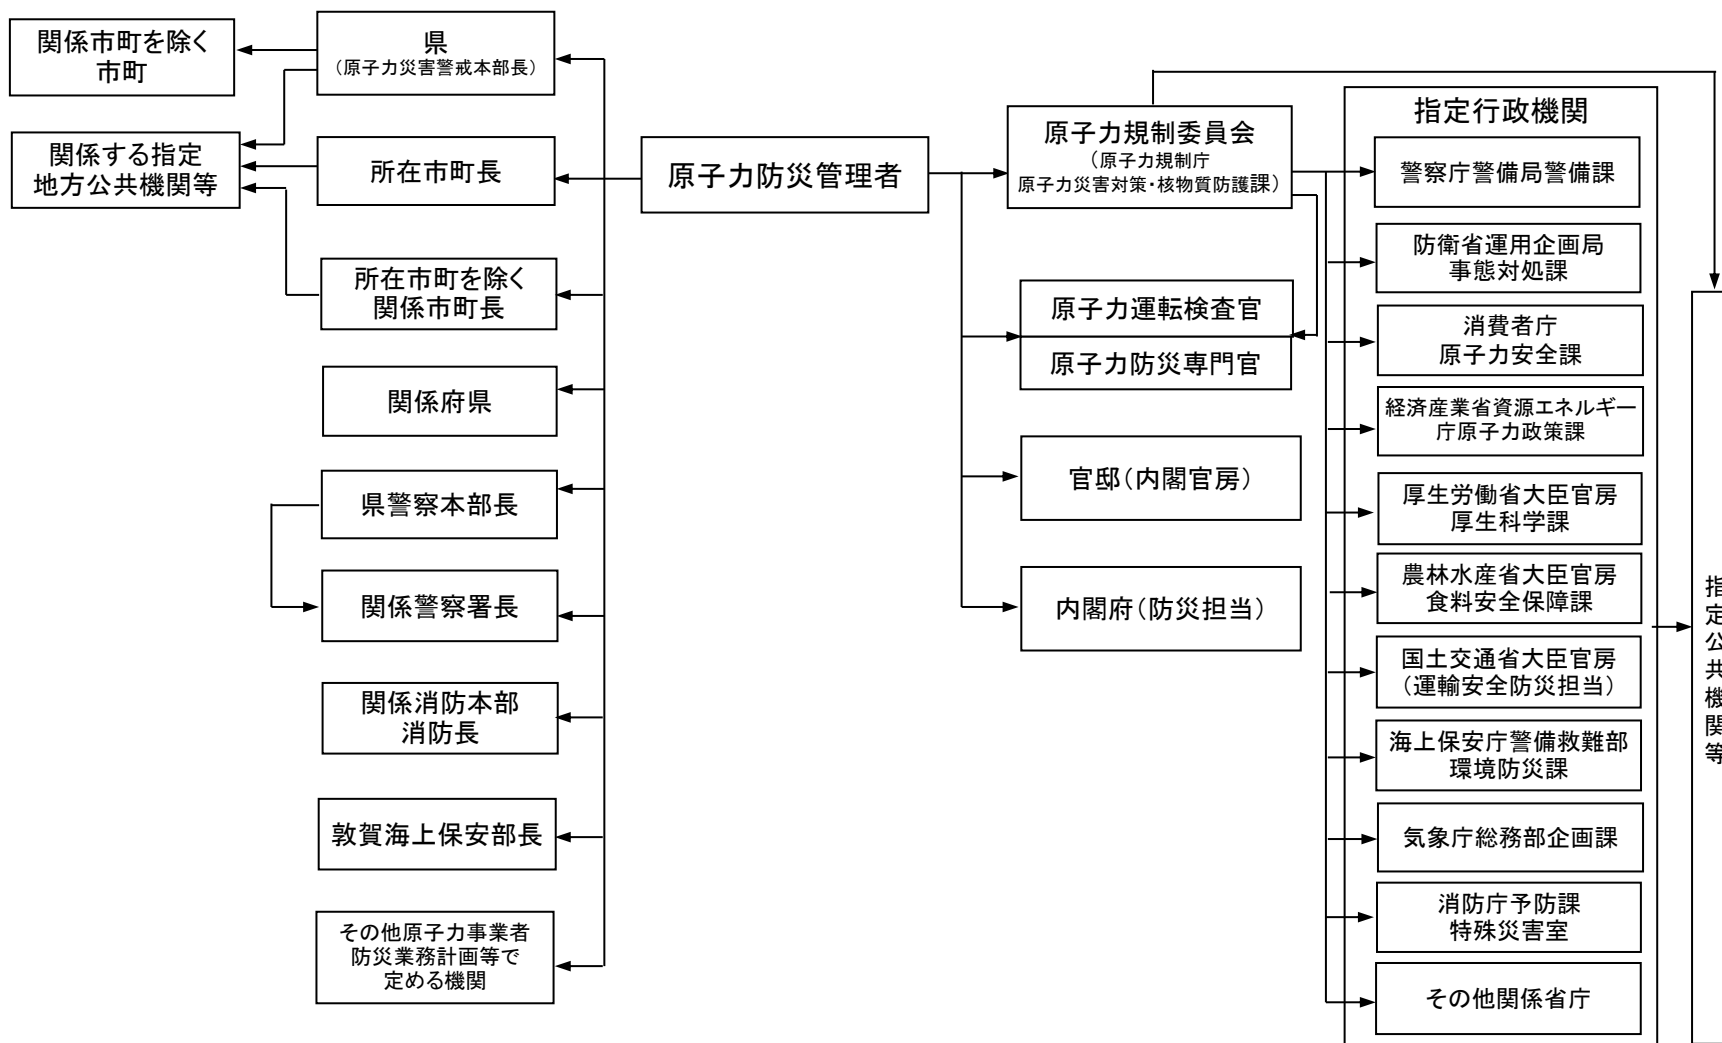 関係市町を除く
市町
県
（原子力災害警戒本部長）
関係する指定
地方公共機関等
所在市町長
所在市町を除く
関係市町長
関係府県
県警察本部長
関係警察署長
関係消防本部
消防長
敦賀海上保安部長
その他原子力事業者
防災業務計画等で
定める機関
原子力防災管理者
原子力規制委員会
（原子力規制庁
原子力災害対策・核物質防護課）
原子力運転検査官
原子力防災専門官
官邸（内閣官房）
内閣府（防災担当）
指定行政機関
警察庁警備局警備課
防衛省運用企画局
事態対処課
消費者庁
原子力安全課
経済産業省資源エネルギー
庁原子力政策課
厚生労働省大臣官房
厚生科学課
農林水産省大臣官房
食料安全保障課
国土交通省大臣官房
（運輸安全防災担当）
海上保安庁警備救難部
環境防災課
気象庁総務部企画課
消防庁予防課
特殊災害室
その他関係省庁
指定公共機関等